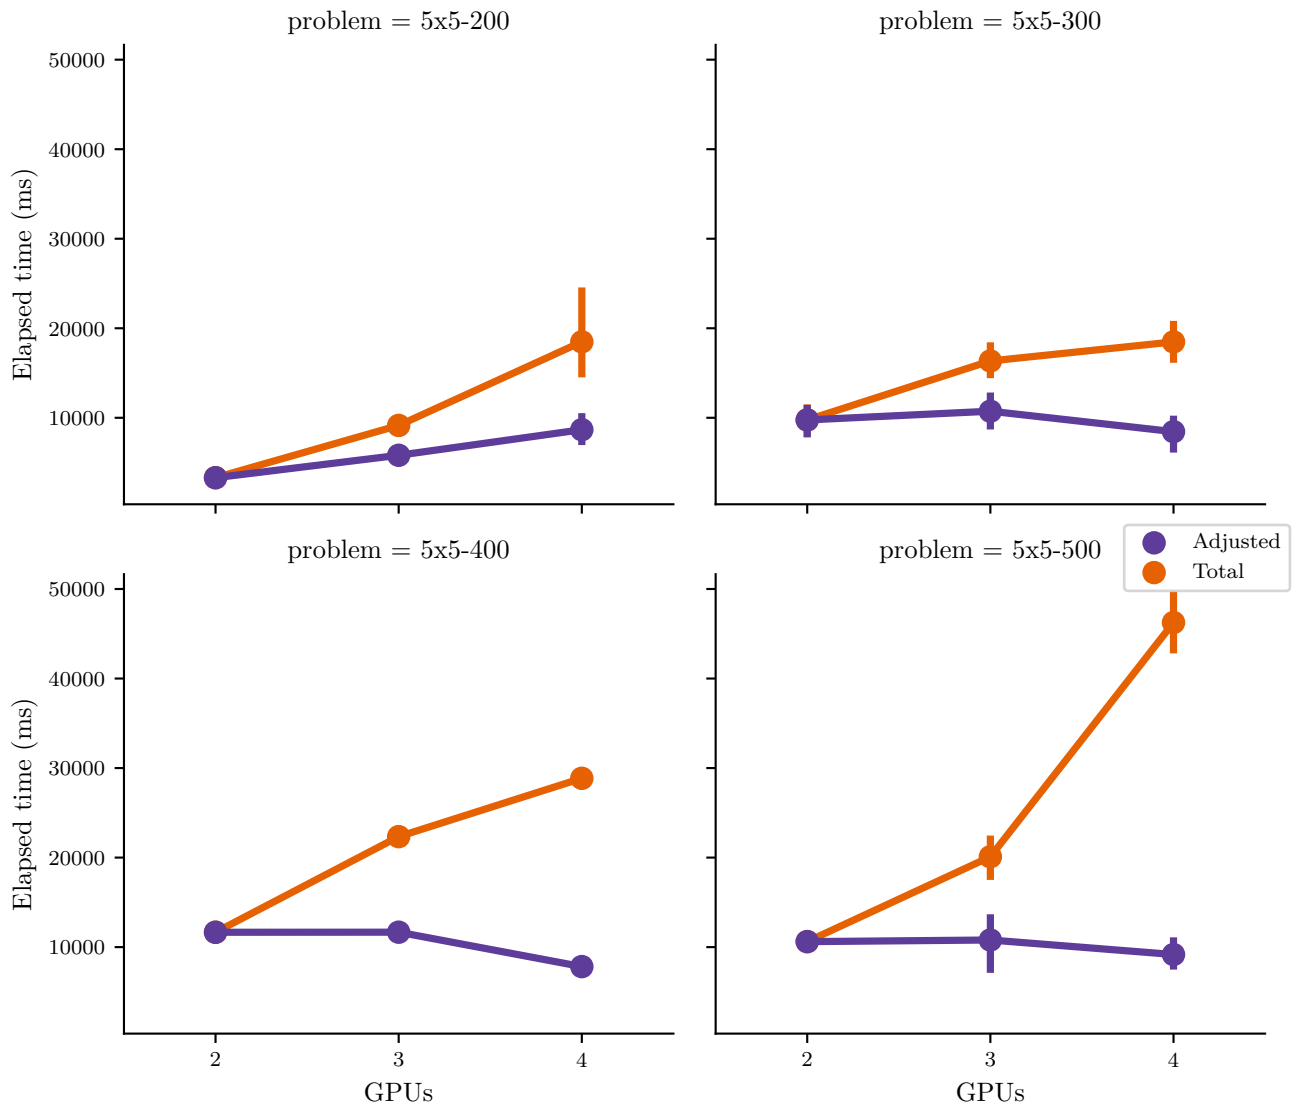 problem = 5x5-200
problem = 5x5-300
50000
40000
30000
20000
10000
Elapsed time (ms)
problem = 5x5-400
problem = 5x5-500
Adjusted
Total
50000
40000
30000
20000
10000
Elapsed time (ms)
2
3
4
GPUs
2
3
4
GPUs